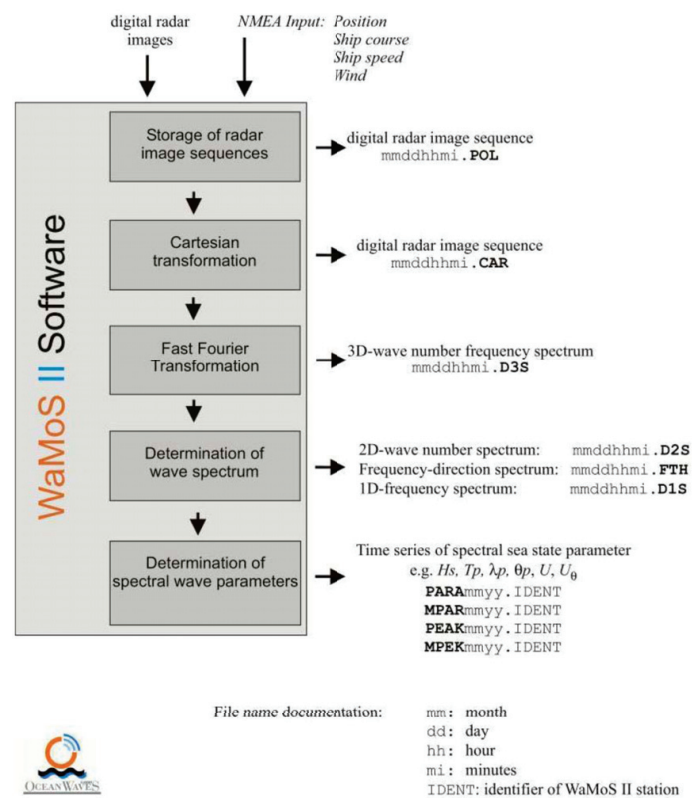 digital radar
images
NMEA Input: Position
Ship course
Ship speed
Wind
WaMoS II Software
Storage of radar
image sequences
digital radar image sequence
mmddhhmi.POL
Cartesian
transformation
digital radar image sequence
mmddhhmi.CAR
Fast Fourier
Transformation
3D-wave number frequency spectrum
mmddhhmi.D3S
Determination of
wave spectrum
2D-wave number spectrum: mmddhhmi.D2S
Frequency-direction spectrum: mmddhhmi.FTH
1D-frequency spectrum: mmddhhmi.D1S
Determination of
spectral wave parameters
Time series of spectral sea state parameter
e.g. Hs, Tp, λp, θp, U, Uθ
PARAmmyy.IDENT
MPARmmyy.IDENT
PEAKmmyy.IDENT
MPEKmmyy.IDENT
File name documentation: mm: month
dd: day
hh: hour
mi: minutes
IDENT: identifier of WaMoS II station
OCEANWAVES